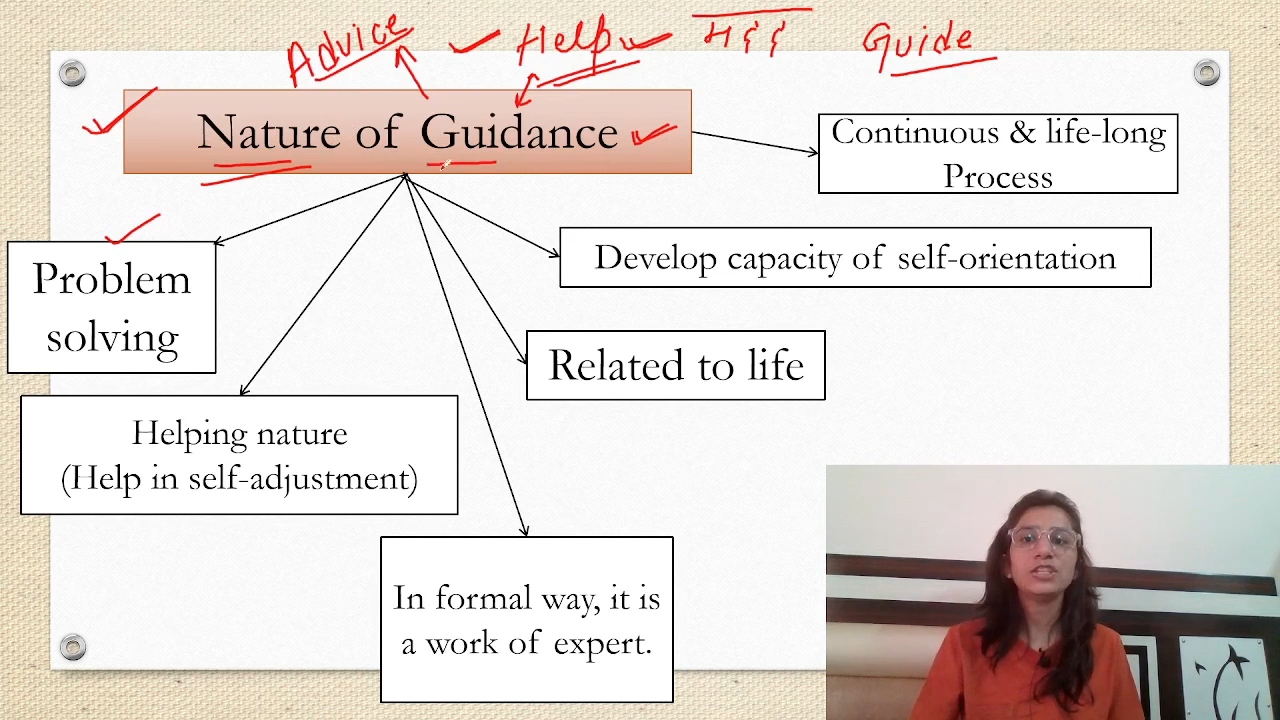 Advice
Help
Guide
Nature of Guidance
Continuous & life-long
Process
Problem
solving
Develop capacity of self-orientation
Related to life
Helping nature
(Help in self-adjustment)
In formal way, it is
a work of expert.